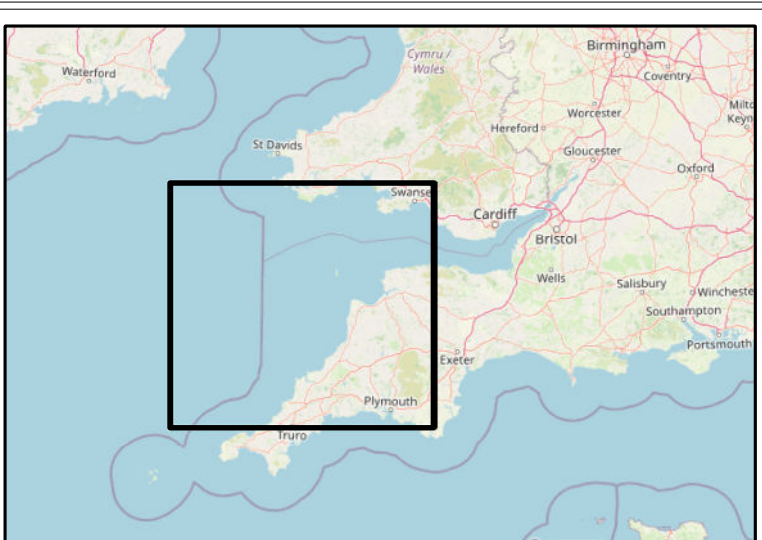 Birmingham
Cymru /
Wales
Waterford
Coventry
Worcester
Milto
Keyn
Hereford
St Davids
Gloucester
Oxford
Swanse
Cardiff
Bristol
Wells
Salisbury
Wincheste
Southampton
Portsmouth
Exeter
Plymouth
Truro